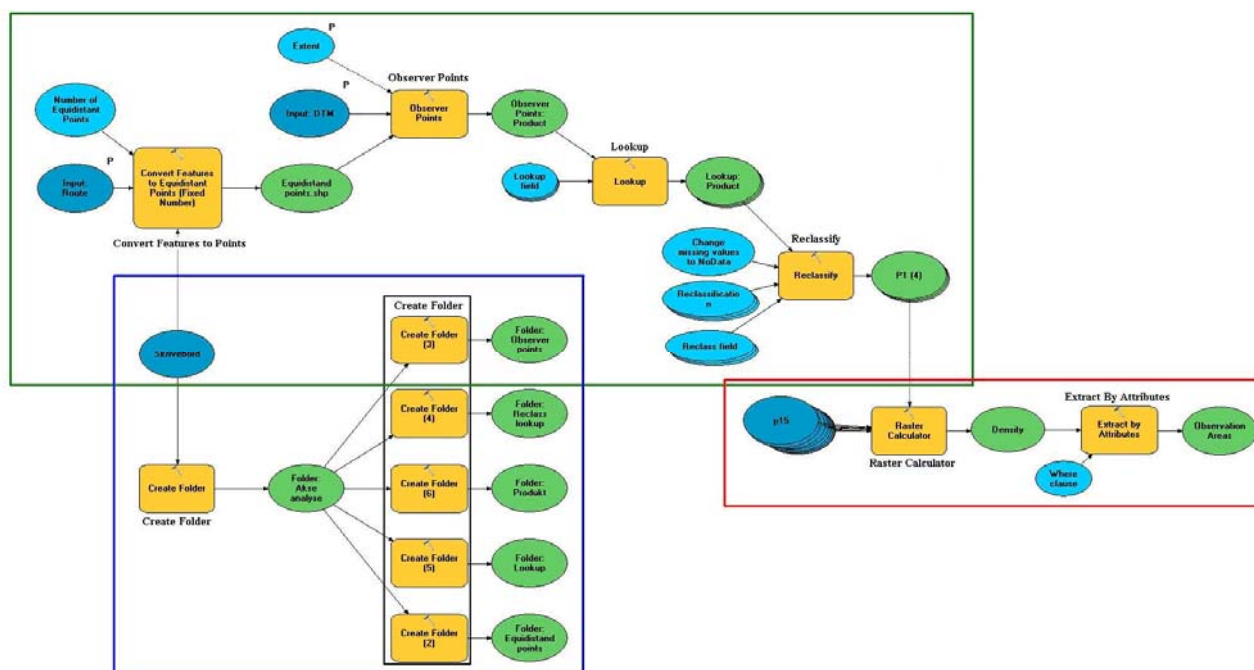 P
Extent
P
Observer Points
Input: DTM
Observer
Points
Observer
Points:
Product
Number of
Equidistant
Points
P
Input:
Route
Convert Features
to Equidistant
Points (Fixed
Number)
Equidistand
points.shp
Convert Features to Points
Lookup
Lookup
field
Lookup
Lookup:
Product
Reclassify
Change
missing values
to NoData
Reclassificatio
n
Reclass field
Reclassify
P1 (4)
Skrivebord
Create Folder
Create Folder
Folder:
Akse
analyse
Create Folder
Create Folder
(3)
Folder:
Observer
points
Create Folder
(4)
Folder:
Reclass
lookup
Create Folder
(6)
Folder:
Produkt
Create Folder
(5)
Folder:
Lookup
Create Folder
(2)
Folder:
Equidistand
points
p15
Raster
Calculator
Raster Calculator
Density
Extract By Attributes
Extract by
Attributes
Where
clause
Observation
Areas